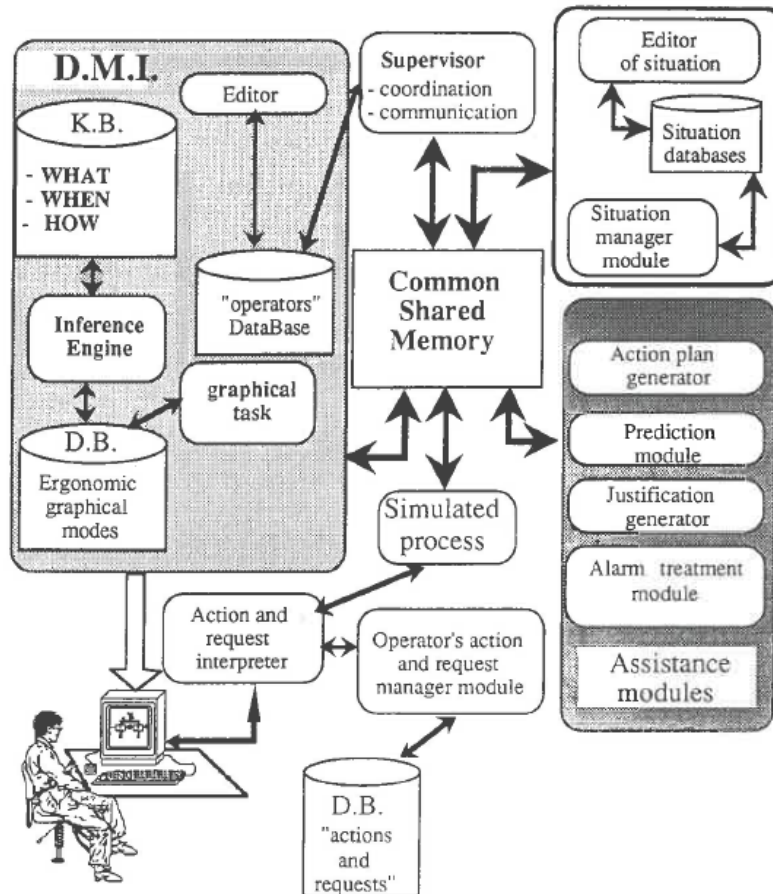 D.M.I.
K.B.
- WHAT
- WHEN
- HOW
Inference
Engine
D.B.
Ergonomic
graphical
modes
Editor
"operators"
DataBase
graphical
task
Supervisor
- coordination
- communication
Common
Shared
Memory
Simulated
process
Editor
of situation
Situation
databases
Situation
manager
module
Action plan
generator
Prediction
module
Justification
generator
Alarm treatment
module
Assistance
modules
Action and
request
interpreter
Operator's action
and request
manager module
D.B.
"actions
and
requests"